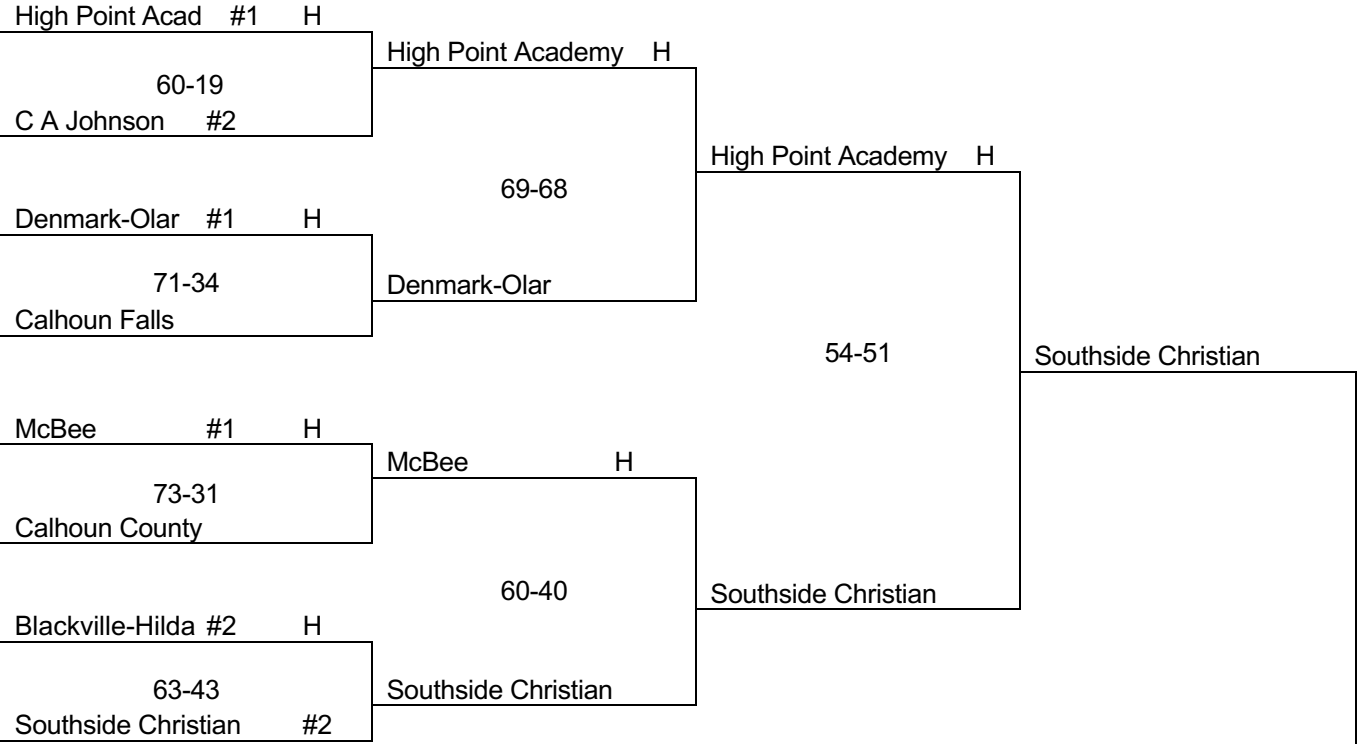 High Point Acad #1 H
60-19
C A Johnson #2
Denmark-Olar #1 H
71-34
Calhoun Falls
McBee #1 H
73-31
Calhoun County
Blackville-Hilda #2 H
63-43
Southside Christian #2
High Point Academy H
69-68
Denmark-Olar
McBee H
60-40
Southside Christian
High Point Academy H
54-51
Southside Christian
Southside Christian